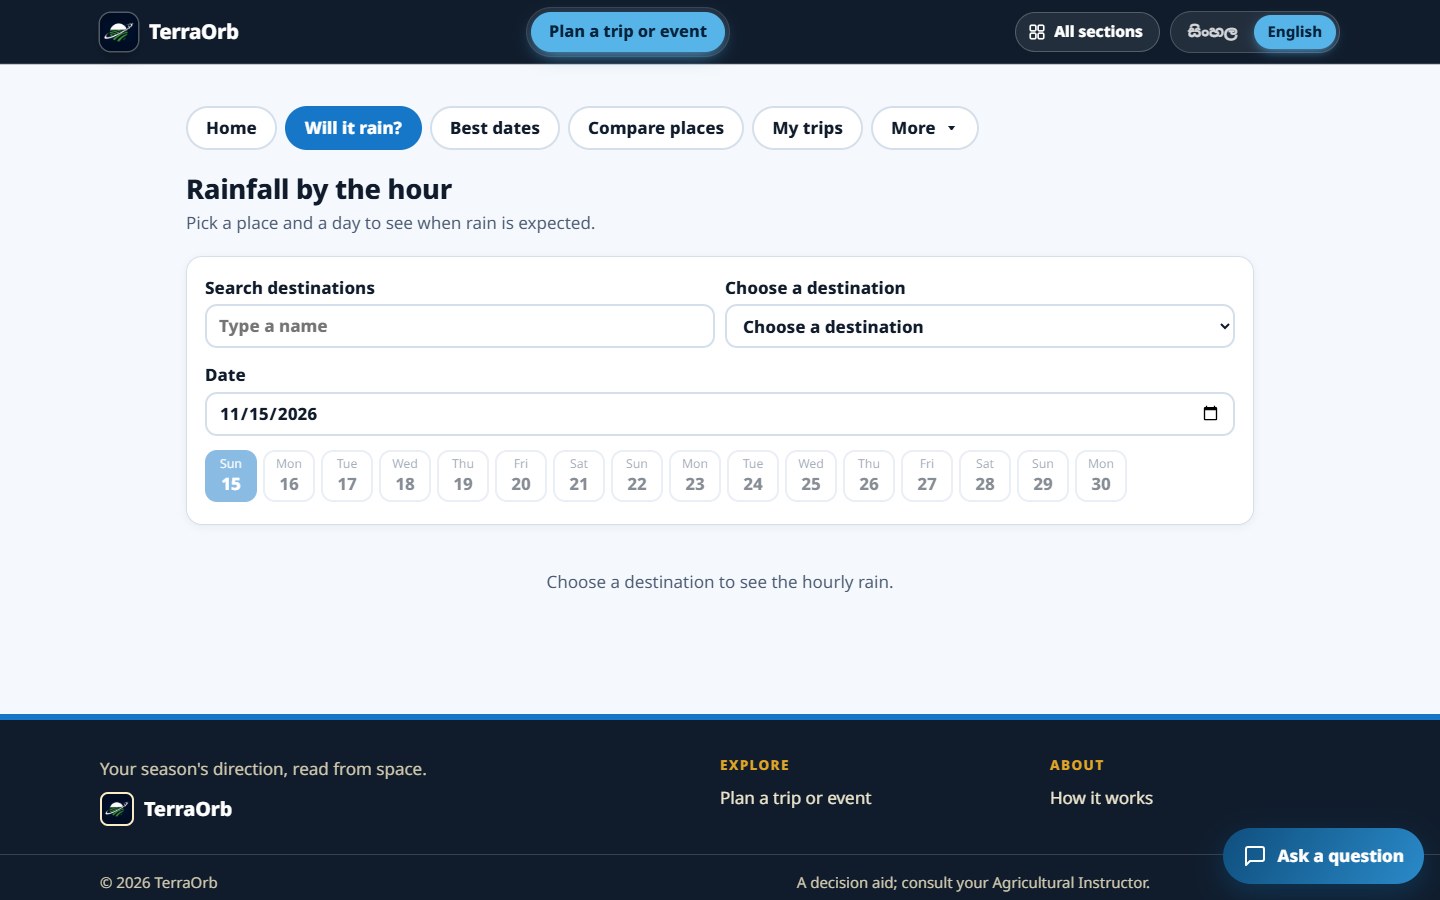 TerraOrb
Plan a trip or event
All sections
සිංහල
English
Home
Will it rain?
Best dates
Compare places
My trips
More
Rainfall by the hour
Pick a place and a day to see when rain is expected.
Search destinations
Choose a destination
Type a name
Choose a destination
Date
11/15/2026
Sun Mon Tue Wed Thu Fri Sat Sun Mon Tue Wed Thu Fri Sat Sun Mon
15 16 17 18 19 20 21 22 23 24 25 26 27 28 29 30
Choose a destination to see the hourly rain.
Your season's direction, read from space.
TerraOrb
EXPLORE
Plan a trip or event
ABOUT
How it works
Ask a question
© 2026 TerraOrb
A decision aid; consult your Agricultural Instructor.